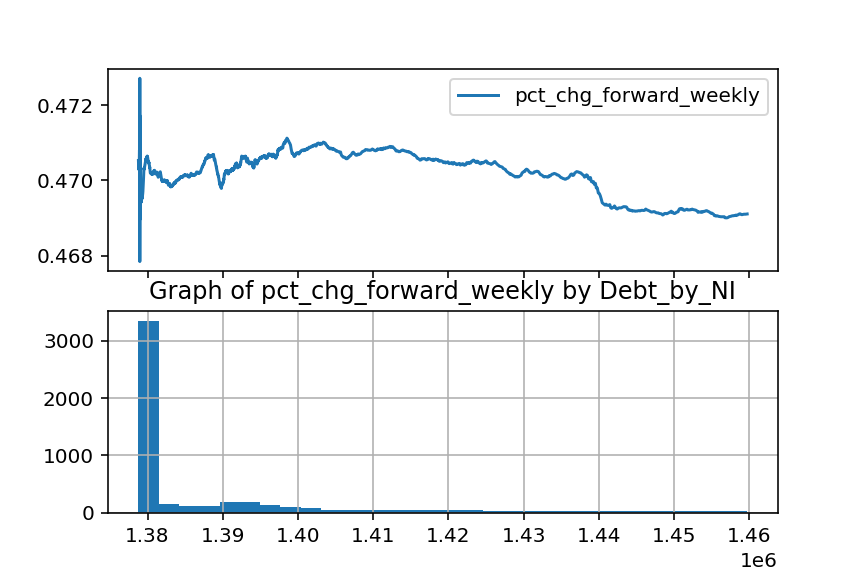 pct_chg_forward_weekly
0.472
0.470
0.468
Graph of pct_chg_forward_weekly by Debt_by_NI
3000
2000
1000
0
1.38 1.39 1.40 1.41 1.42 1.43 1.44 1.45 1.46
1e6